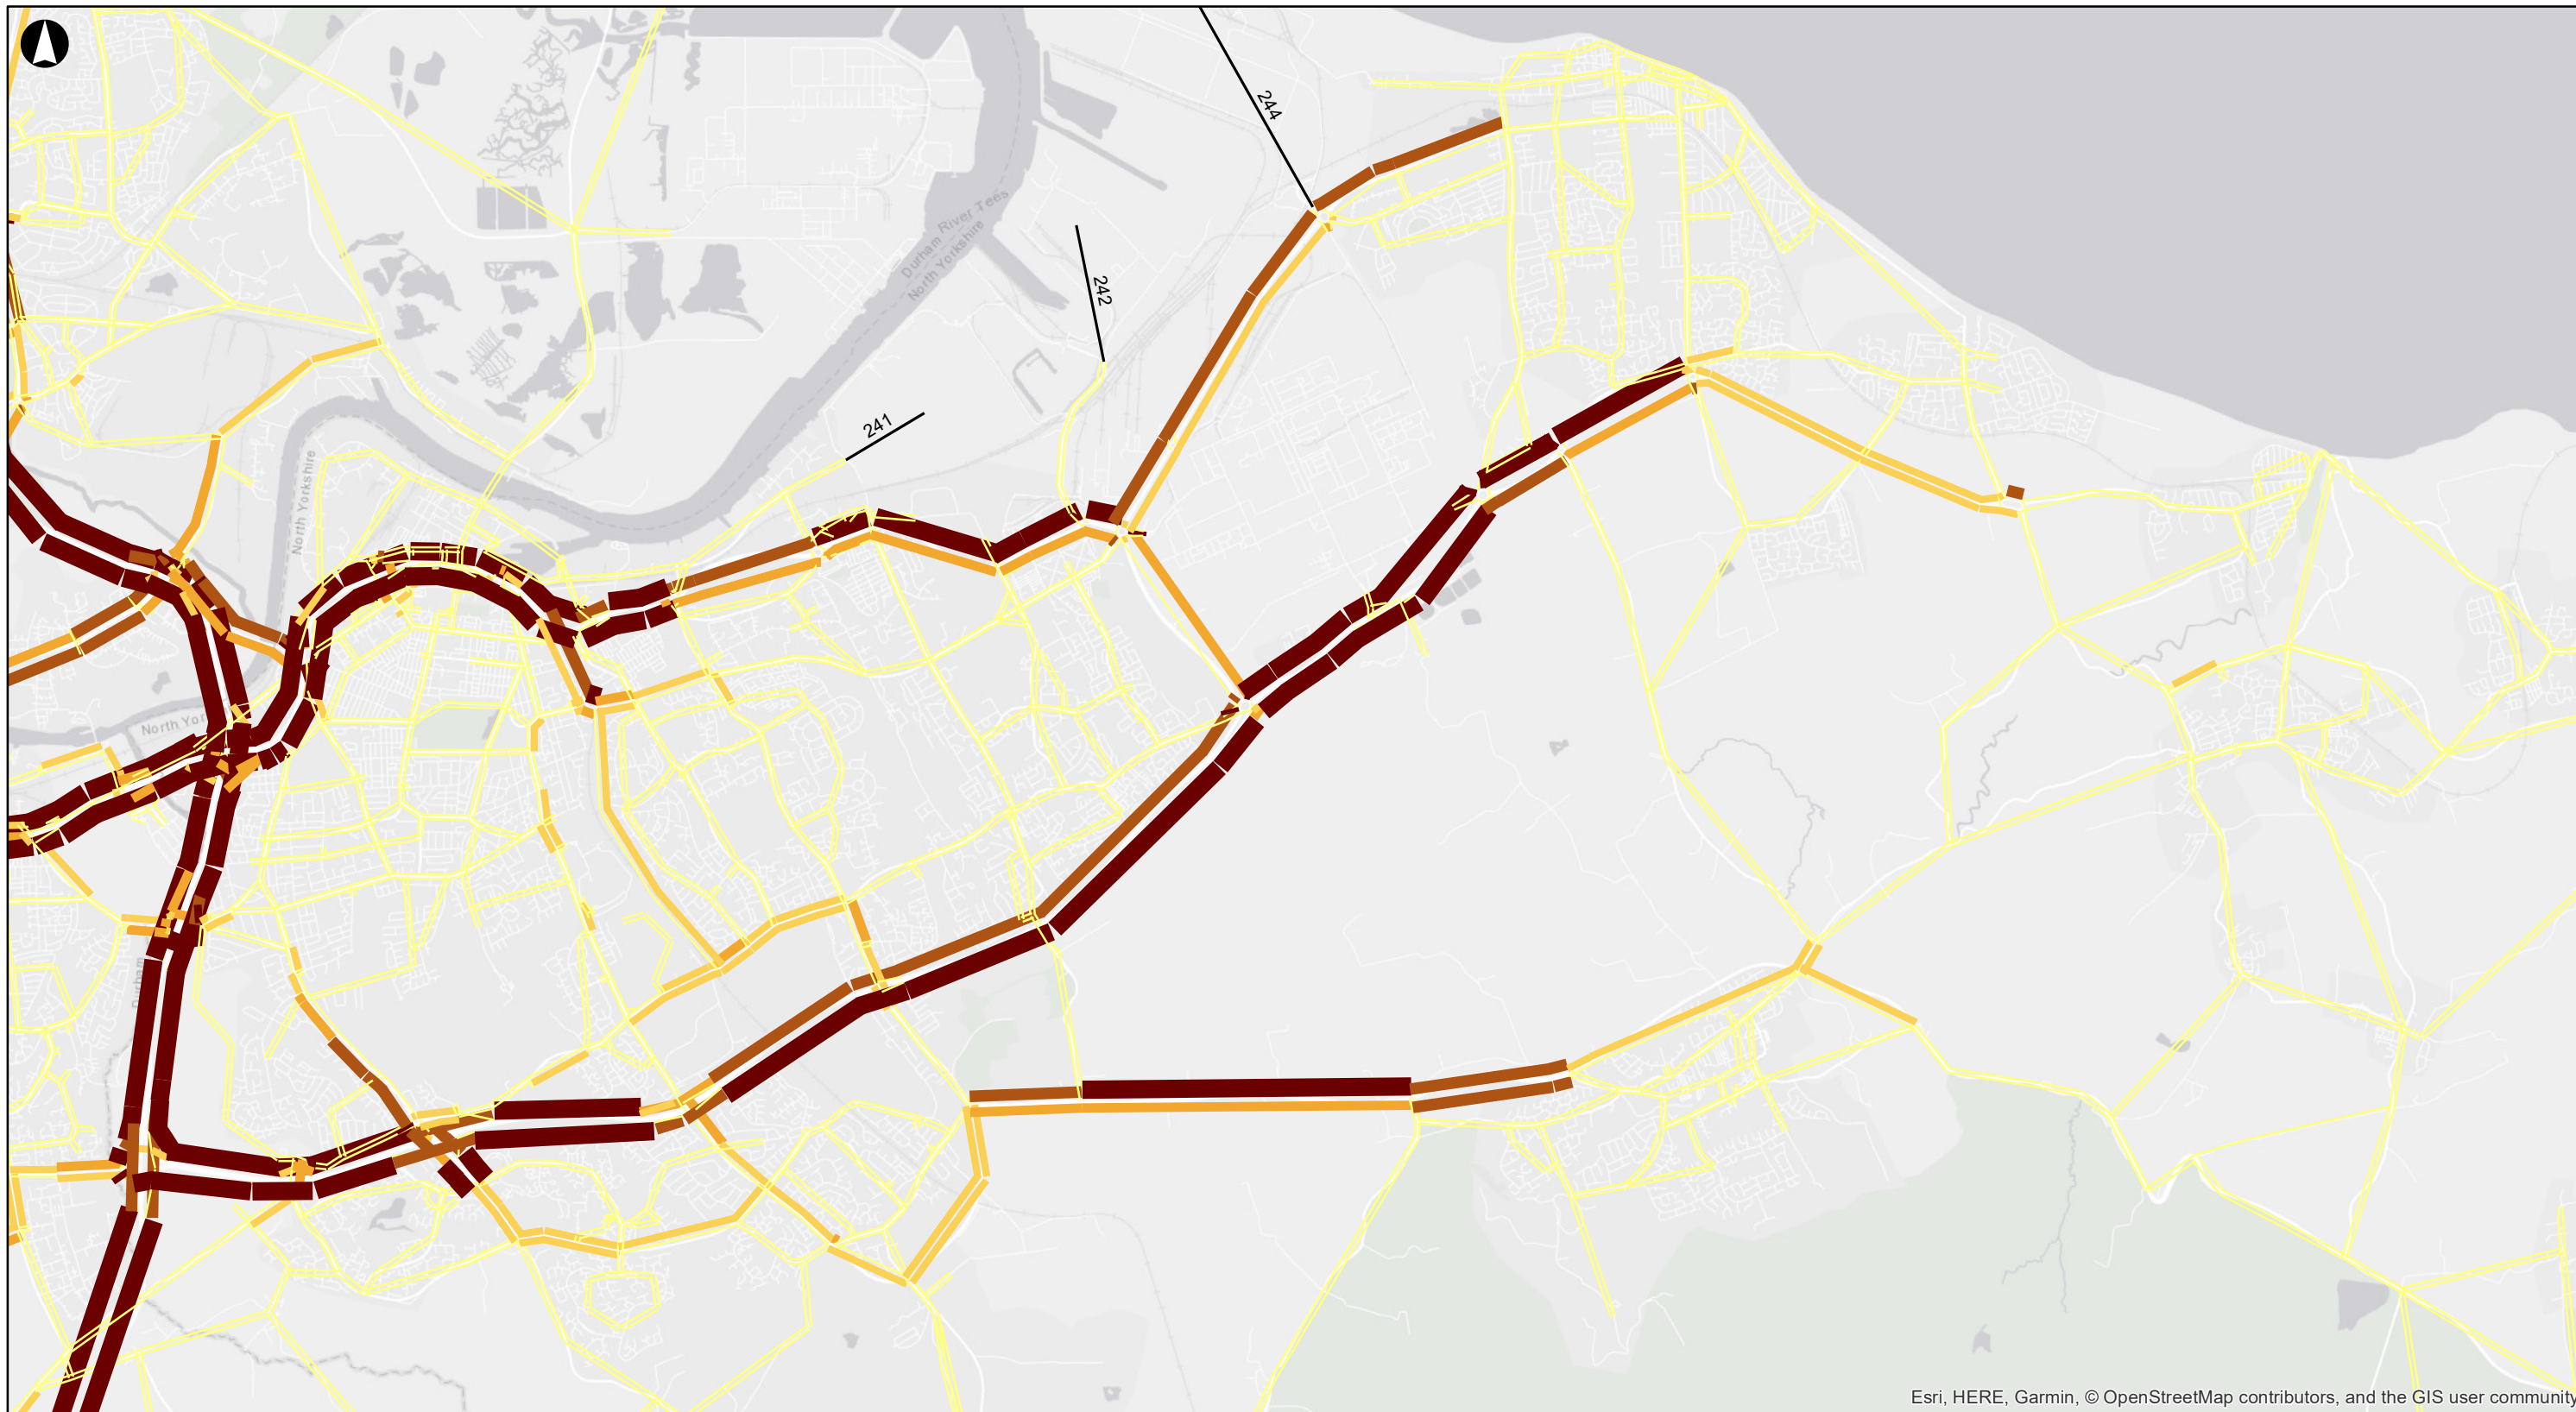 244
Durham River Tees
North Yorkshire
242
241
North Yorkshire
North Yor
Durham
Esri, HERE, Garmin, © OpenStreetMap contributors, and the GIS user community